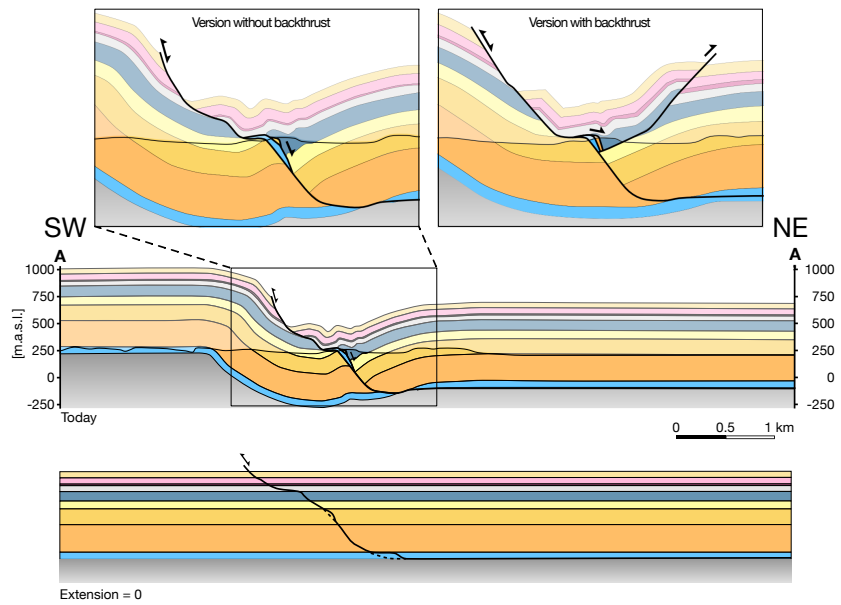 Version without backthrust
Version with backthrust
SW
NE
A
A
1000
750
500
250
0
-250
[m.a.s.l.]
1000
750
500
250
0
-250
Today
0 0.5 1 km
Extension = 0